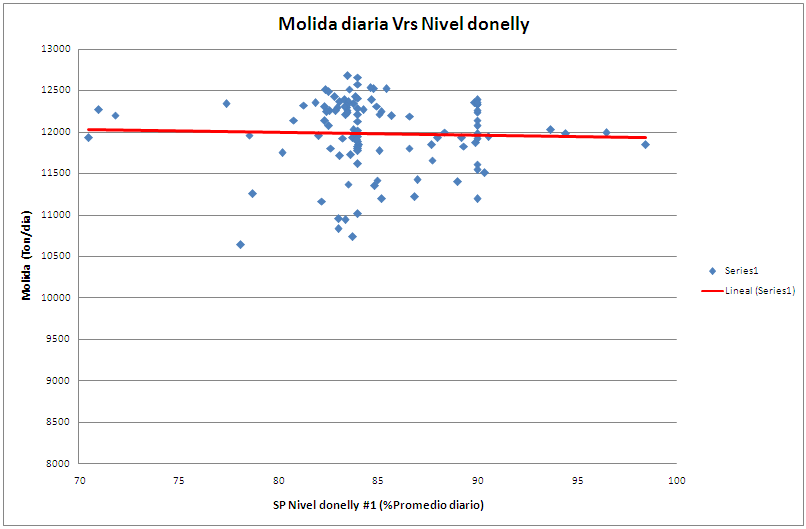 Molida diaria Vrs Nivel donelly
13000
12500
12000
11500
11000
10500
10000
9500
9000
8500
8000
Molida (Ton/día)
70 75 80 85 90 95 100
SP Nivel donelly #1 (%Promedio diario)
Series1
Lineal (Series1)